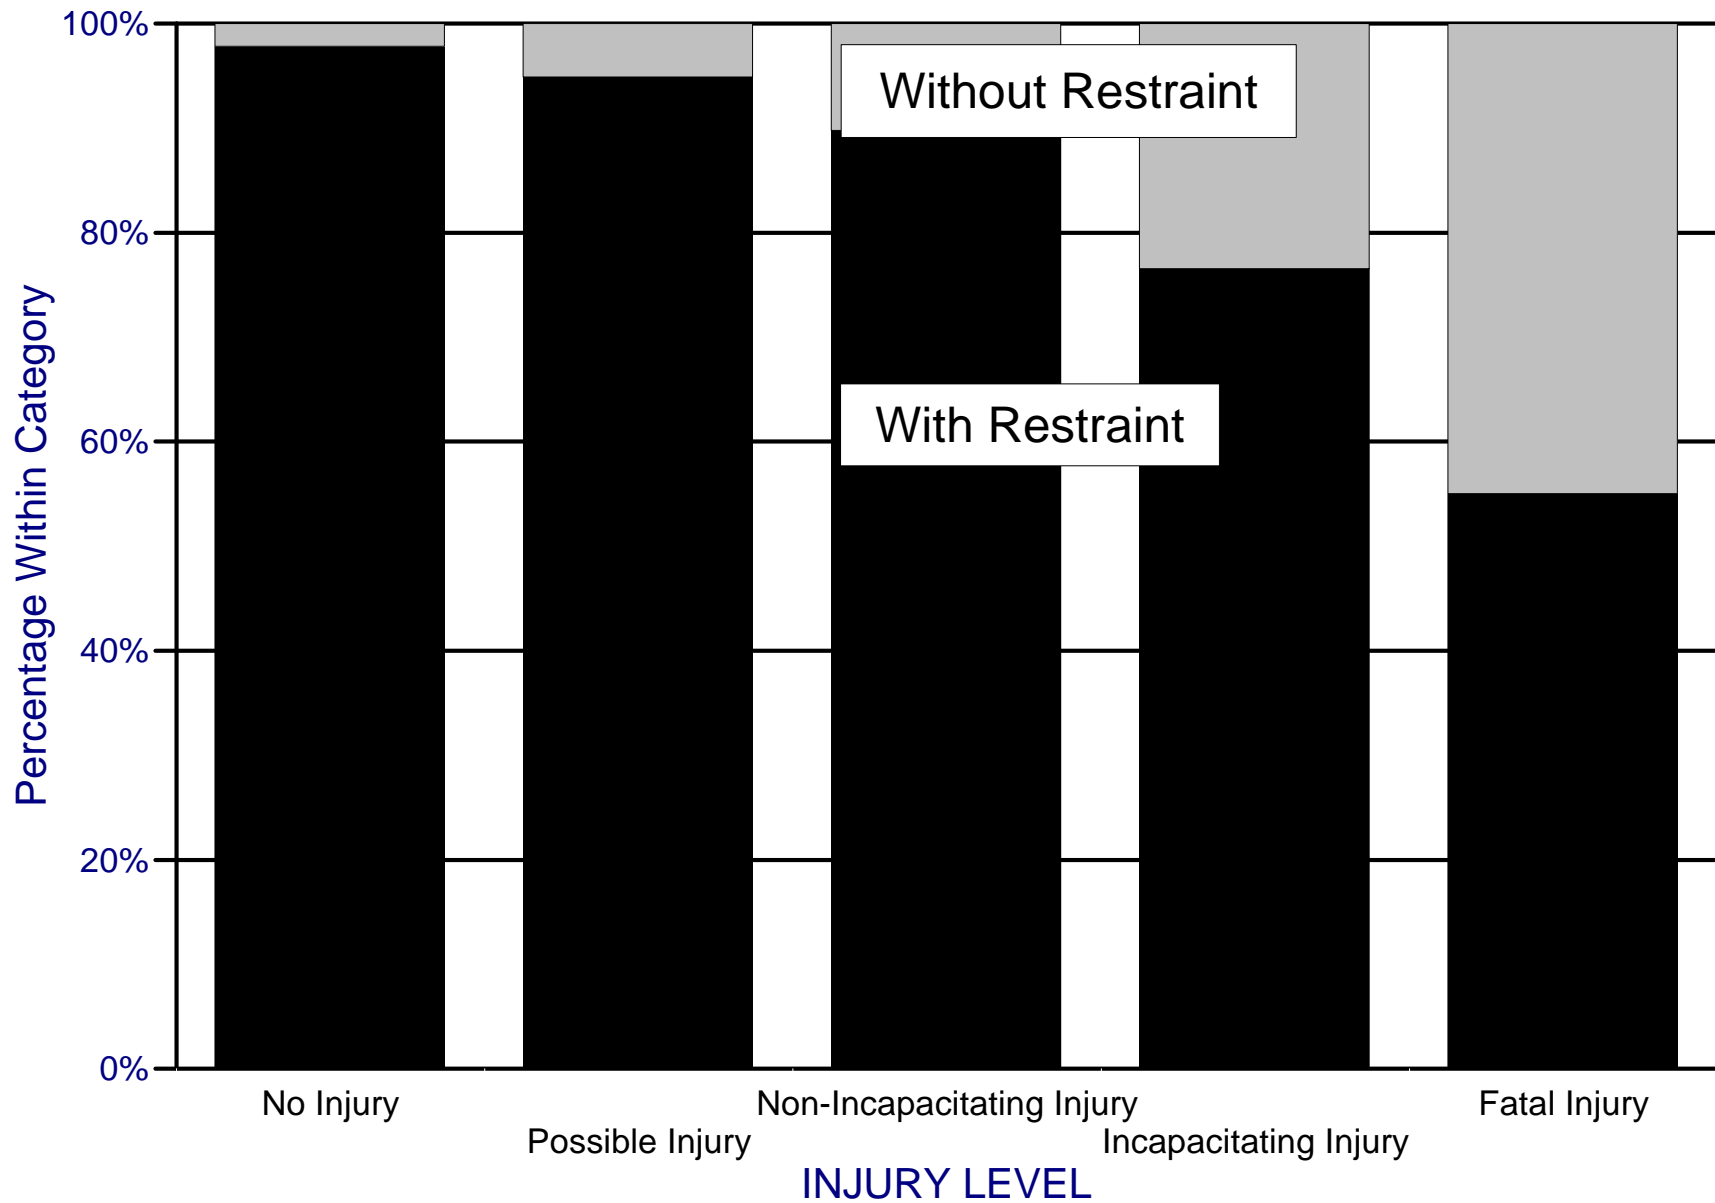 100%
80%
60%
40%
20%
0%
Percentage Within Category
Without Restraint
With Restraint
No Injury
Possible Injury
Non-Incapacitating Injury
Incapacitating Injury
Fatal Injury
INJURY LEVEL